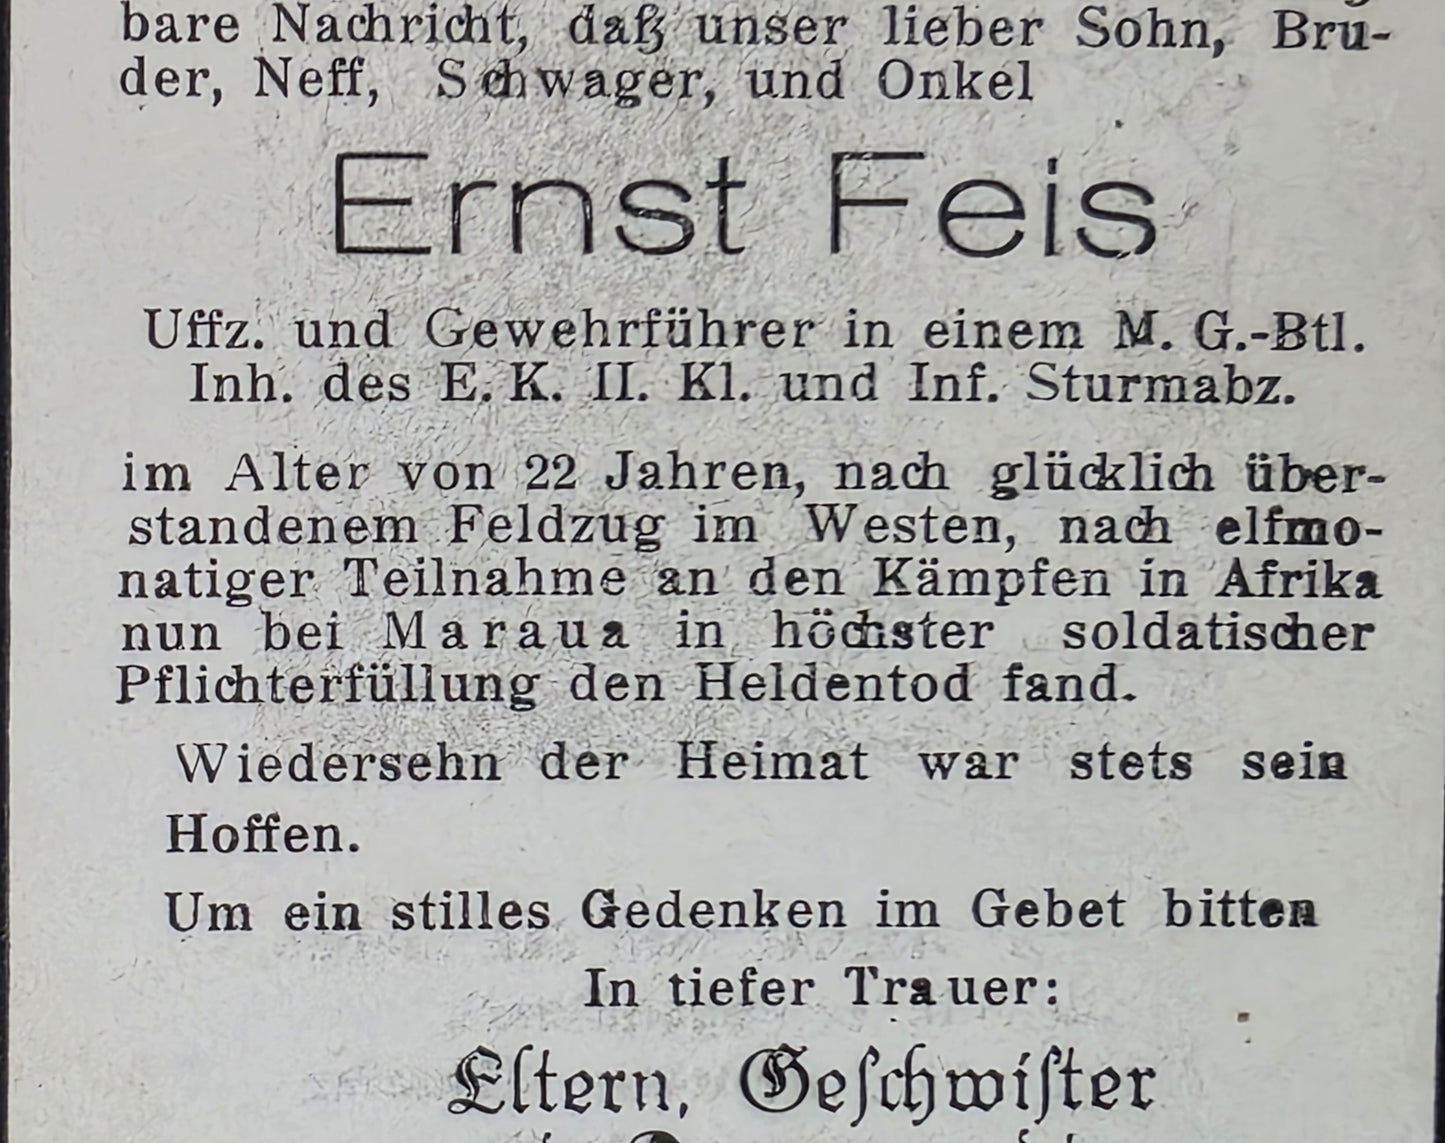 bare Nachricht, daß unser lieber Sohn, Bru-
der, Neff, Schwager, und Onkel
Ernst Feis
Uffz. und Gewehrführer in einem M. G.-Btl.
Inh. des E. K. II. Kl. und Inf. Sturmabz.
im Alter von 22 Jahren, nach glücklich über-
standenem Feldzug im Westen, nach elfmo-
natiger Teilnahme an den Kämpfen in Afrika
nun bei Maraua in höchster soldatischer
Pflichterfüllung den Heldentod fand.
Wiedersehn der Heimat war stets sein
Hoffen.
Um ein stilles Gedenken im Gebet bitten
In tiefer Trauer:
Eltern, Geschwister